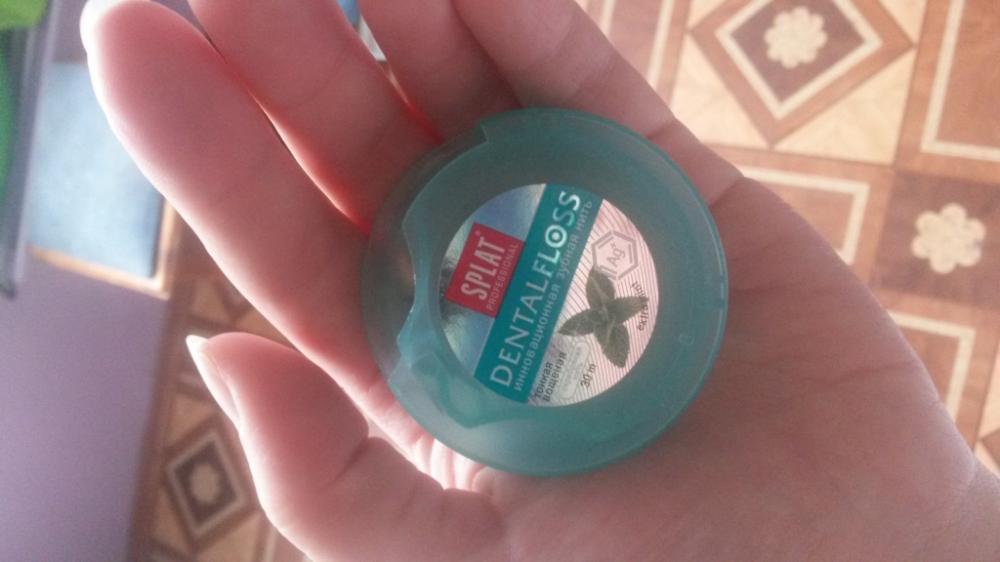 SPLAT®
PROFESSIONAL
DENTALFLOSS
инновационная зубная нить
Ag+
тонкая
вощеная
30 m